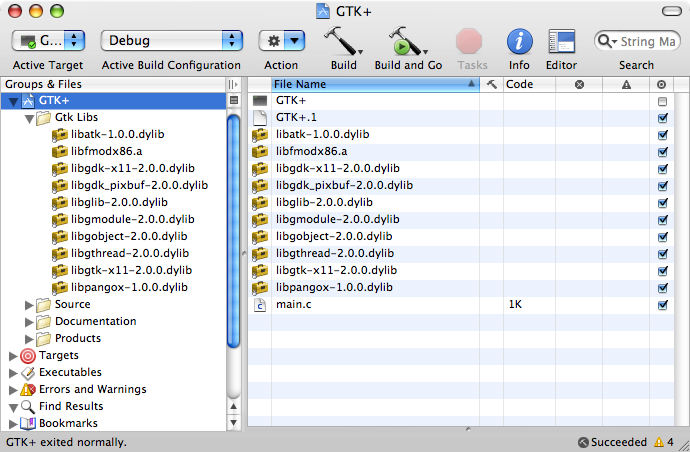 GTK+
G...
Debug
String Ma
Active Target
Active Build Configuration
Action
Build
Build and Go
Tasks
Info
Editor
Search
Groups & Files
GTK+
Gtk Libs
libatk-1.0.0.dylib
libfmodx86.a
libgdk-x11-2.0.0.dylib
libgdk_pixbuf-2.0.0.dylib
libglib-2.0.0.dylib
libgmodule-2.0.0.dylib
libgobject-2.0.0.dylib
libgthread-2.0.0.dylib
libgtk-x11-2.0.0.dylib
libpangox-1.0.0.dylib
Source
Documentation
Products
Targets
Executables
Errors and Warnings
Find Results
Bookmarks
File Name
Code
GTK+
GTK+.1
libatk-1.0.0.dylib
libfmodx86.a
libgdk-x11-2.0.0.dylib
libgdk_pixbuf-2.0.0.dylib
libglib-2.0.0.dylib
libgmodule-2.0.0.dylib
libgobject-2.0.0.dylib
libgthread-2.0.0.dylib
libgtk-x11-2.0.0.dylib
libpangox-1.0.0.dylib
main.c 1K
GTK+ exited normally.
Succeeded 4